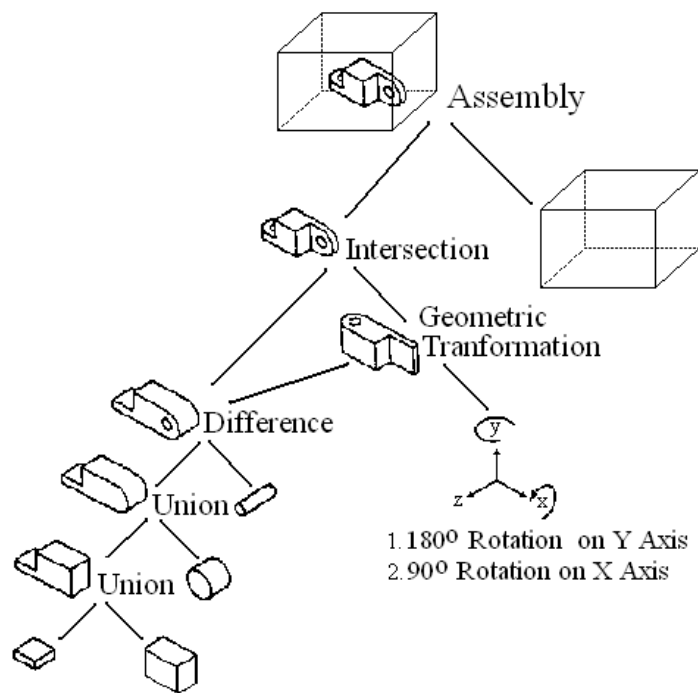 Assembly
Intersection
Geometric
Tranformation
Difference
y
z
x
Union
1.180º Rotation on Y Axis
2.90º Rotation on X Axis
Union